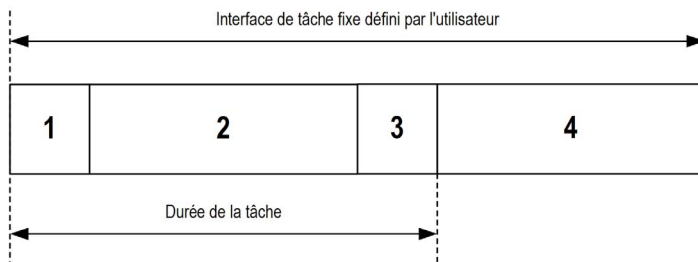 Interface de tâche fixe défini par l'utilisateur
1 2 3 4
Durée de la tâche